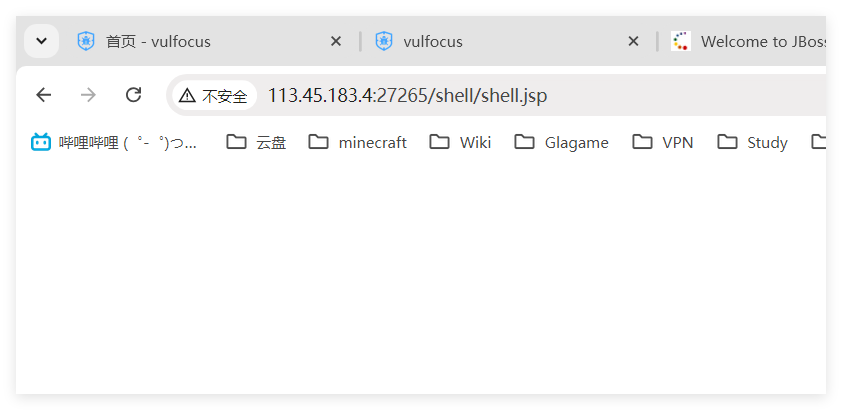 首页 - vulfocus vulfocus Welcome to JBoss
不安全 113.45.183.4:27265/shell/shell.jsp
哔哩哔哩 (゜-゜)つ... 云盘 minecraft Wiki Glagame VPN Study